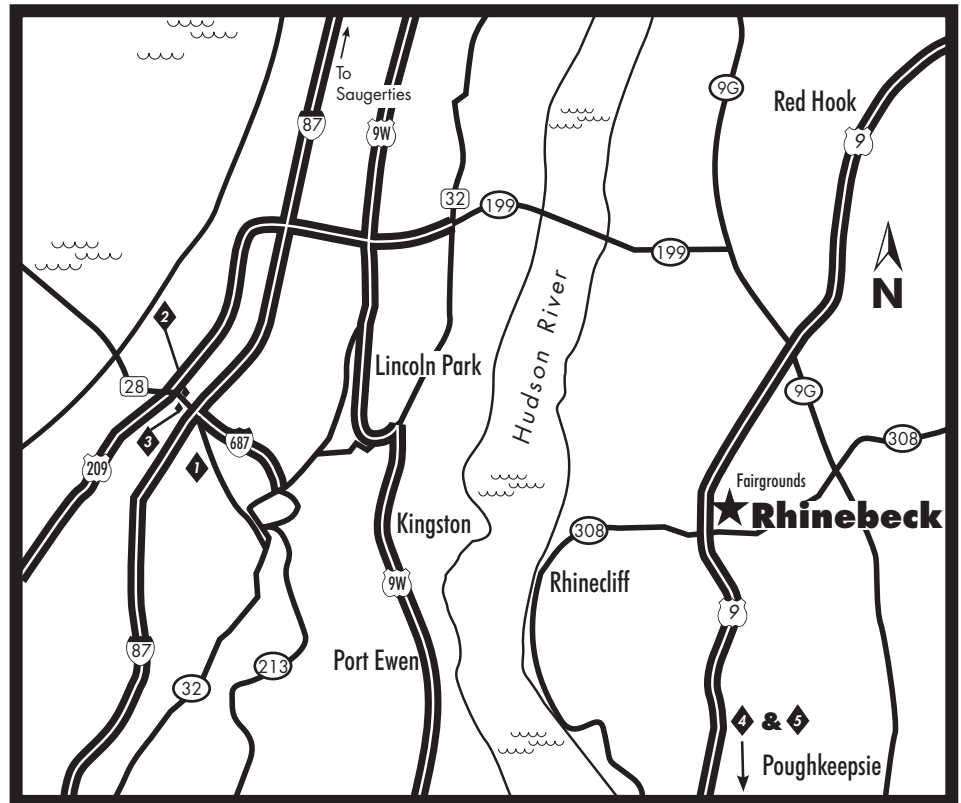 To
Saugerties
87
9W
9G
Red Hook
9
32
199
199
N
2
Hudson River
Lincoln Park
28
9G
3
687
308
209
1
Fairgrounds
Rhinebeck
Kingston
308
9W
Rhinecliff
9
87
Port Ewen
213
32
4 & 5
Poughkeepsie